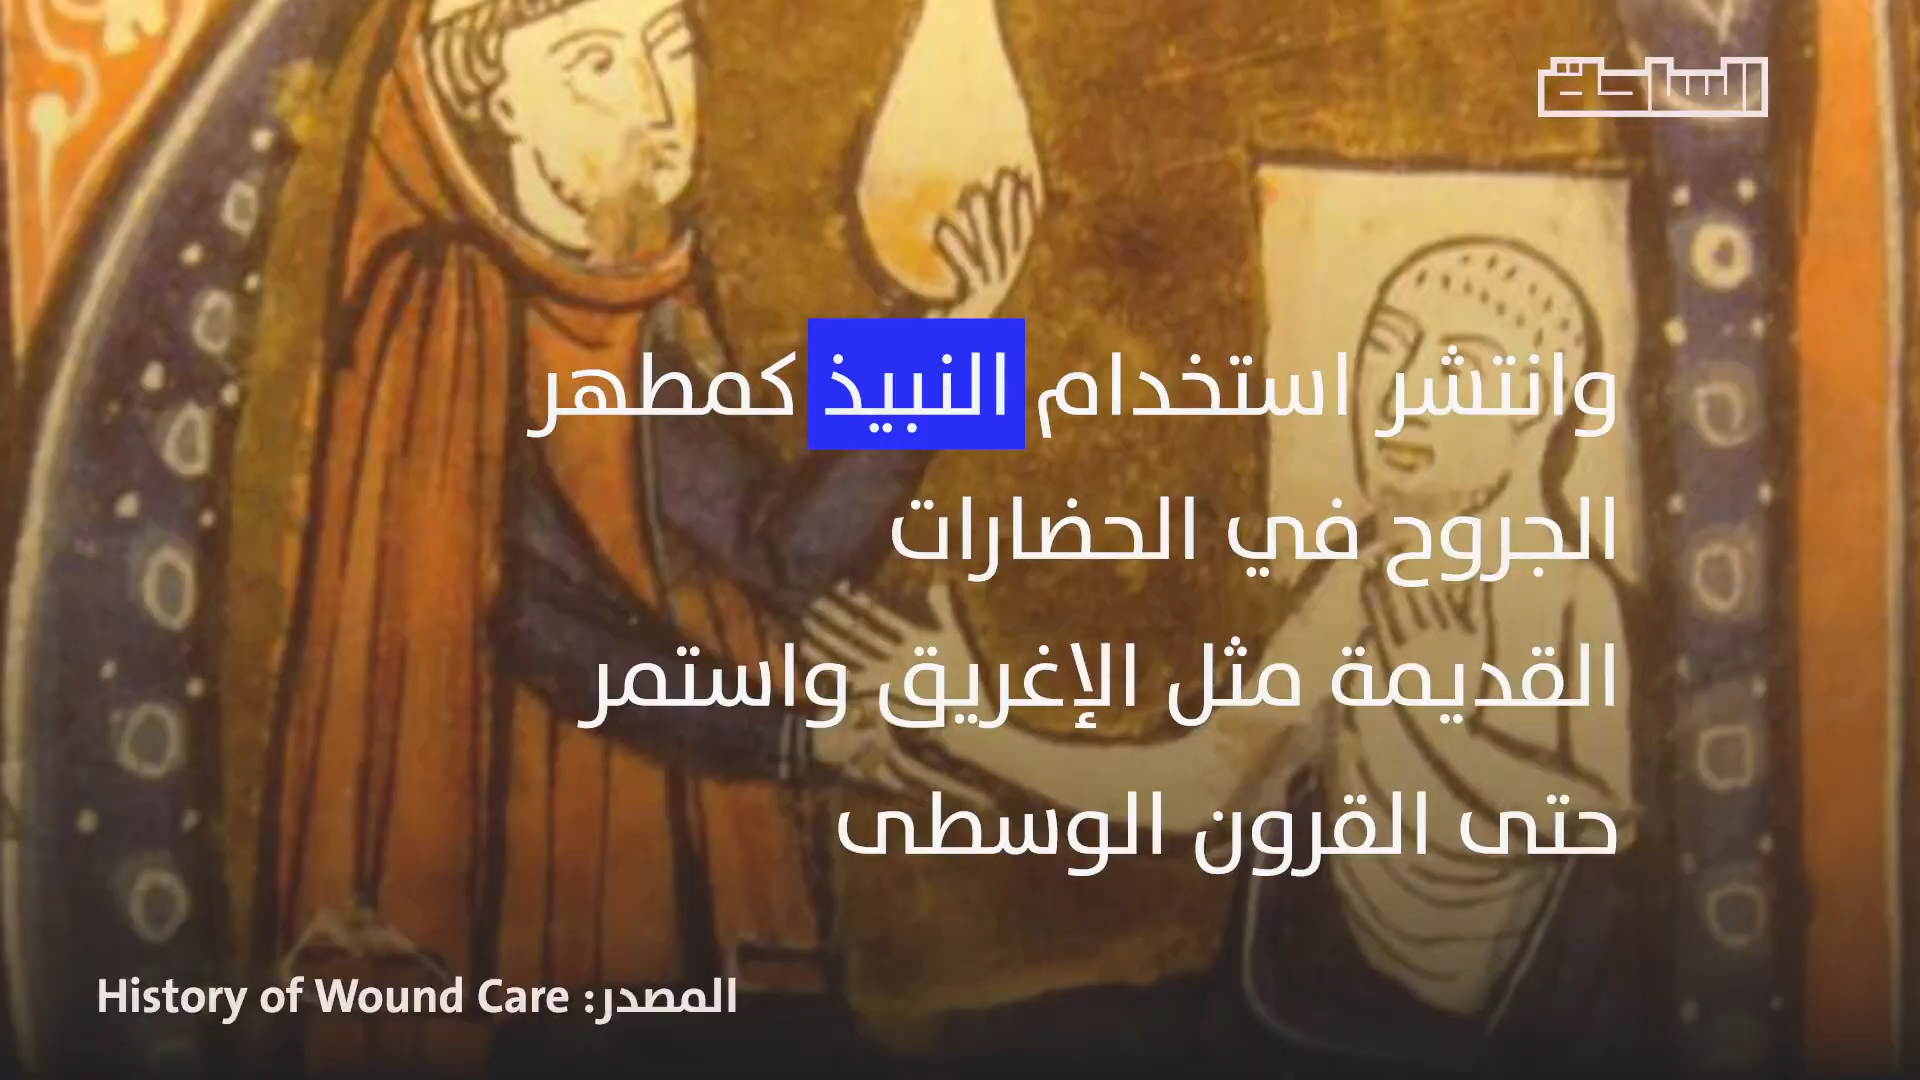 الساحة
وانتشر استخدام النبيذ كمطهر
الجروح في الحضارات
القديمة مثل الإغريق واستمر
حتى القرون الوسطى
المصدر: History of Wound Care